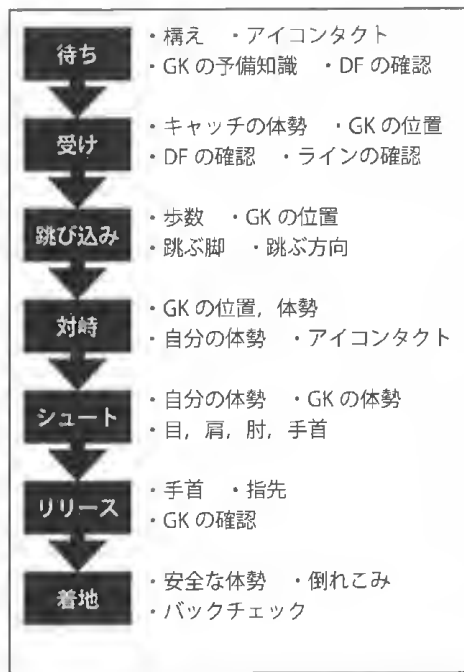 待ち
・構え ・アイコンタクト
・GK の予備知識 ・DF の確認
受け
・キャッチの体勢 ・GK の位置
・DF の確認 ・ラインの確認
跳び込み
・歩数 ・GK の位置
・跳ぶ脚 ・跳ぶ方向
対峙
・GK の位置，体勢
・自分の体勢 ・アイコンタクト
シュート
・自分の体勢 ・GK の体勢
・目，肩，肘，手首
リリース
・手首 ・指先
・GK の確認
着地
・安全な体勢 ・倒れこみ
・バックチェック